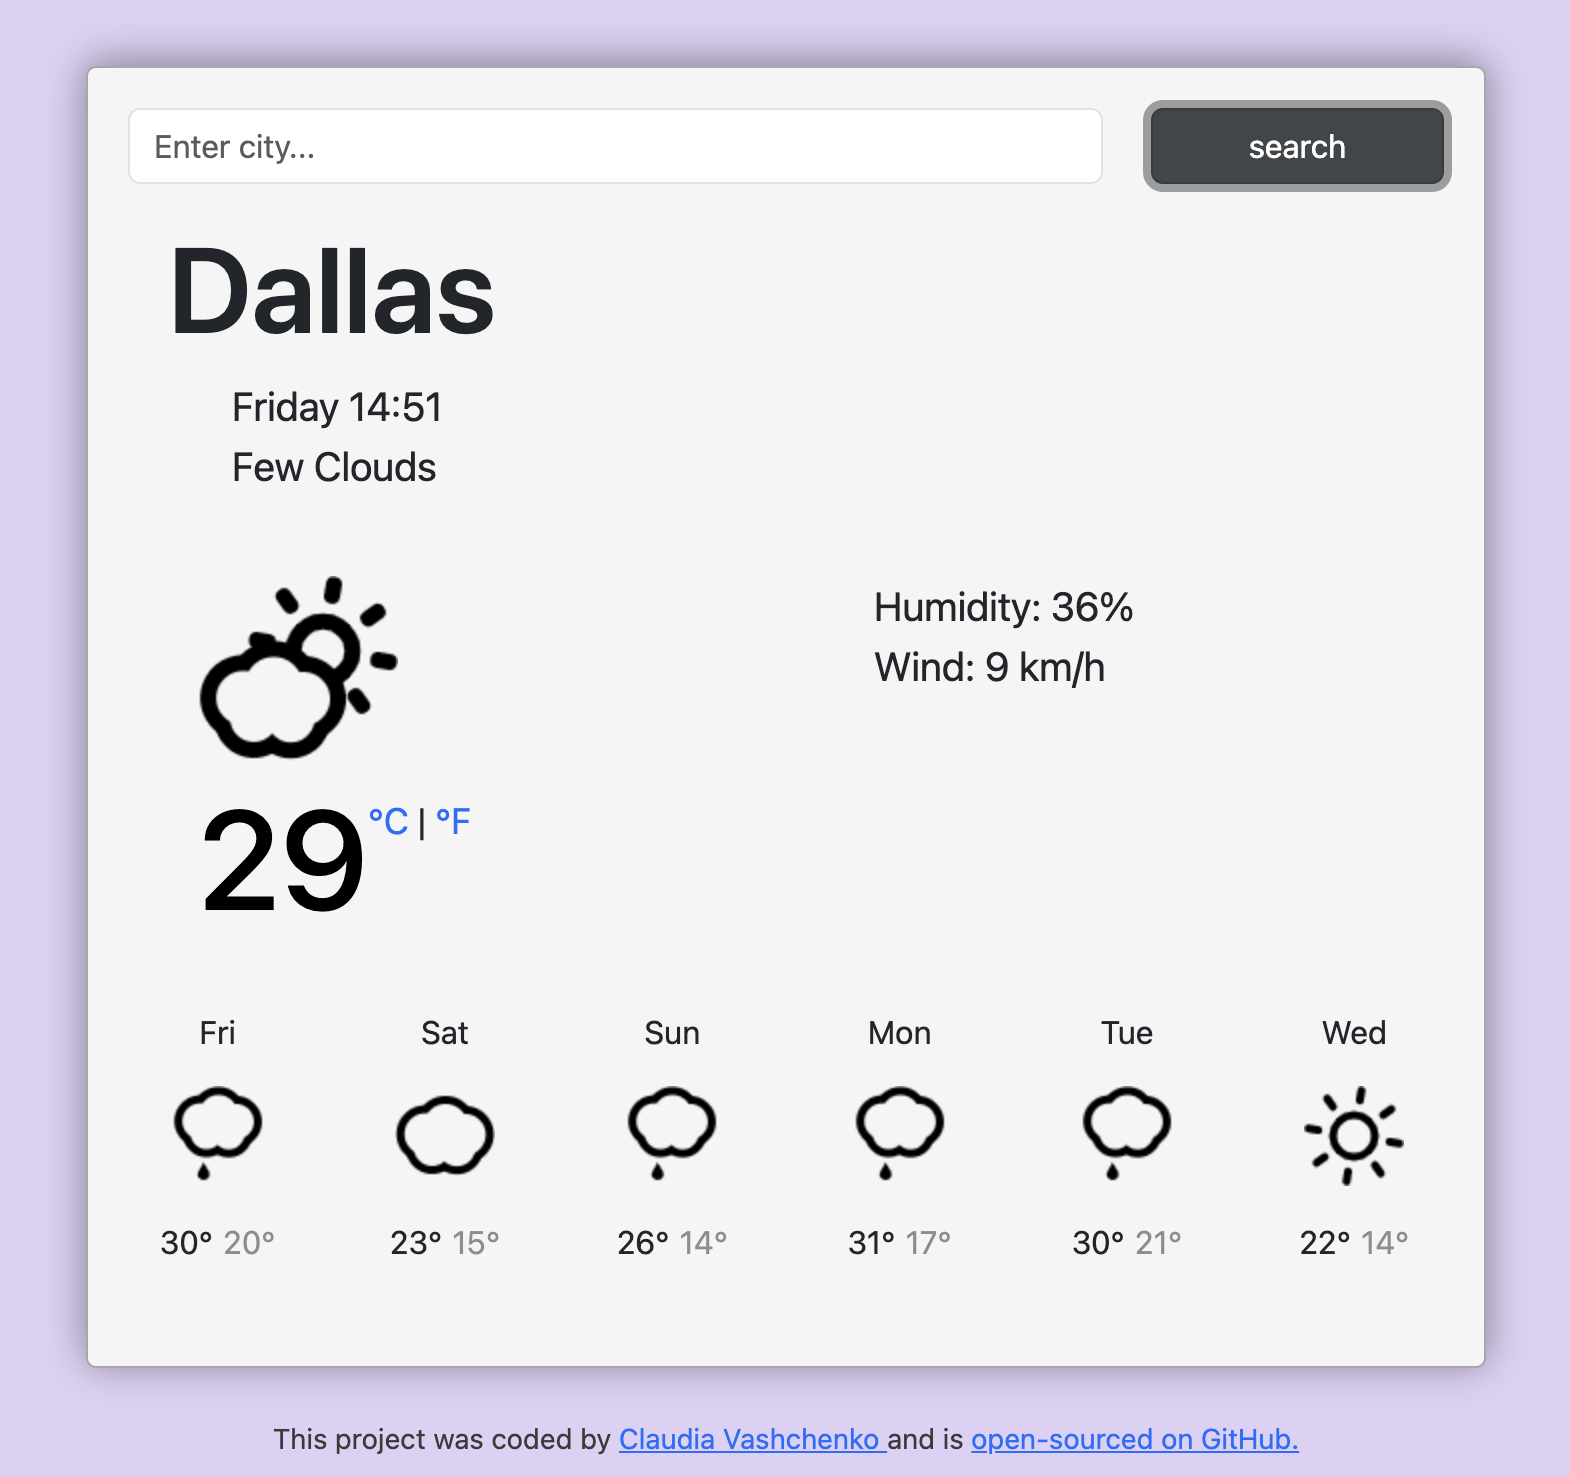 Enter city...
search
Dallas
Friday 14:51
Few Clouds
Humidity: 36%
Wind: 9 km/h
29 °C | °F
Fri Sat Sun Mon Tue Wed
30° 20° 23° 15° 26° 14° 31° 17° 30° 21° 22° 14°
This project was coded by Claudia Vashchenko and is open-sourced on GitHub.